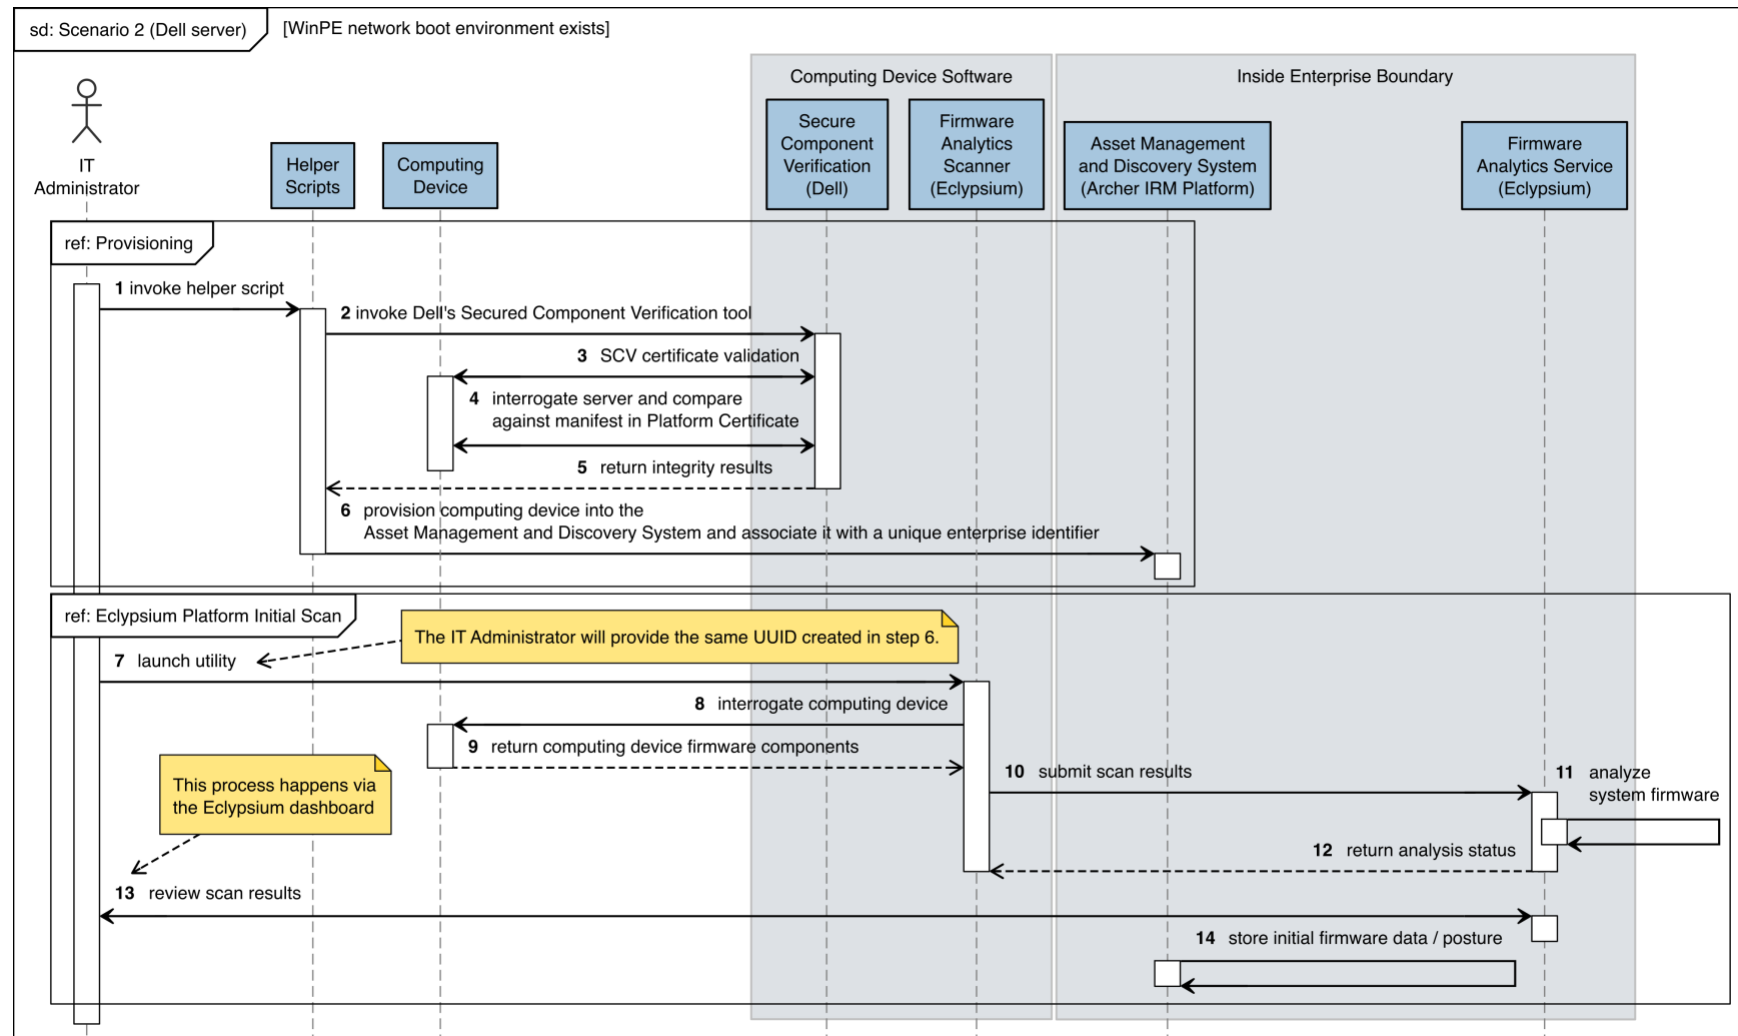 sd: Scenario 2 (Dell server)
[WinPE network boot environment exists]
Computing Device Software
Inside Enterprise Boundary
IT
Administrator
Helper
Scripts
Computing
Device
Secure
Component
Verification
(Dell)
Firmware
Analytics
Scanner
(Eclypsium)
Asset Management
and Discovery System
(Archer IRM Platform)
Firmware
Analytics Service
(Eclypsium)
ref: Provisioning
1 invoke helper script
2 invoke Dell's Secured Component Verification tool
3 SCV certificate validation
4 interrogate server and compare
against manifest in Platform Certificate
5 return integrity results
6 provision computing device into the
Asset Management and Discovery System and associate it with a unique enterprise identifier
ref: Eclypsium Platform Initial Scan
The IT Administrator will provide the same UUID created in step 6.
7 launch utility
8 interrogate computing device
9 return computing device firmware components
This process happens via
the Eclypsium dashboard
10 submit scan results
11 analyze
system firmware
12 return analysis status
13 review scan results
14 store initial firmware data / posture